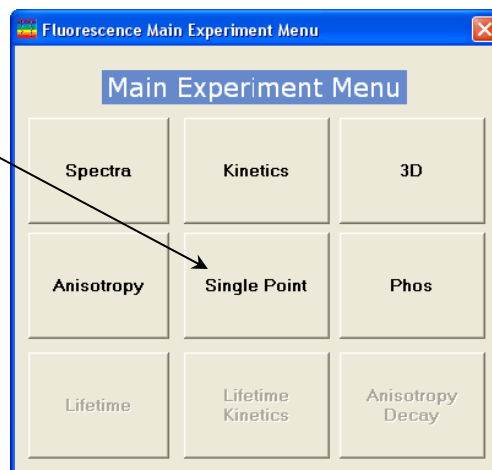 Fluorescence Main Experiment Menu
Main Experiment Menu
Spectra
Kinetics
3D
Anisotropy
Single Point
Phos
Lifetime
Lifetime
Kinetics
Anisotropy
Decay